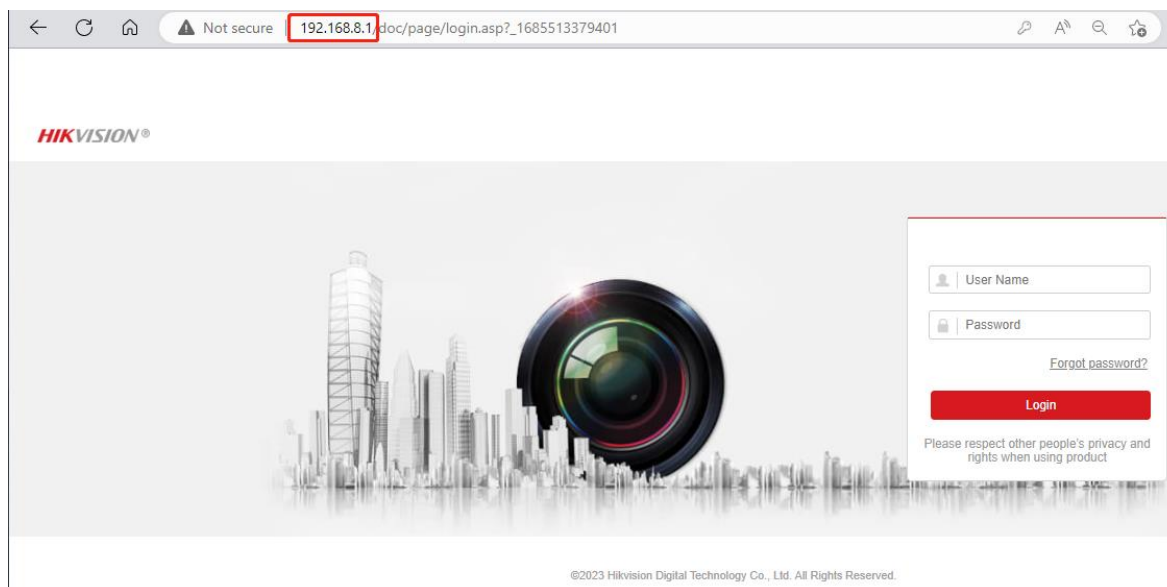 Not secure 192.168.8.1/doc/page/login.asp?_1685513379401
HIKVISION®
User Name
Password
Forgot password?
Login
Please respect other people's privacy and
rights when using product
©2023 Hikvision Digital Technology Co., Ltd. All Rights Reserved.